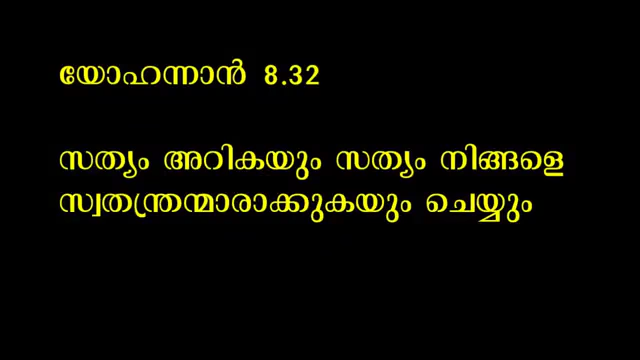 യോഹന്നാൻ 8.32
സത്യം അറികയും സത്യം നിങ്ങളെ
സ്വതന്ത്രന്മാരാക്കുകയും ചെയ്യും